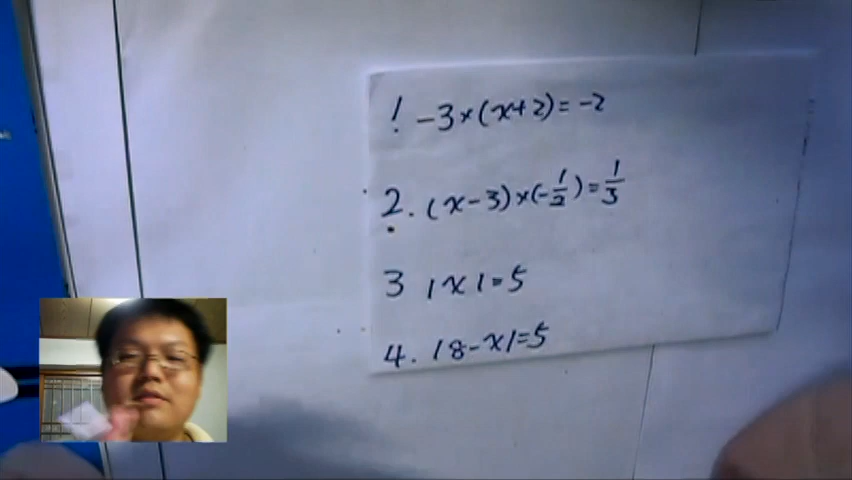 1 -3×(x+2)=-2
2. (x-3)×(-1/2)=1/3
3 |x|=5
4. |8-x|=5